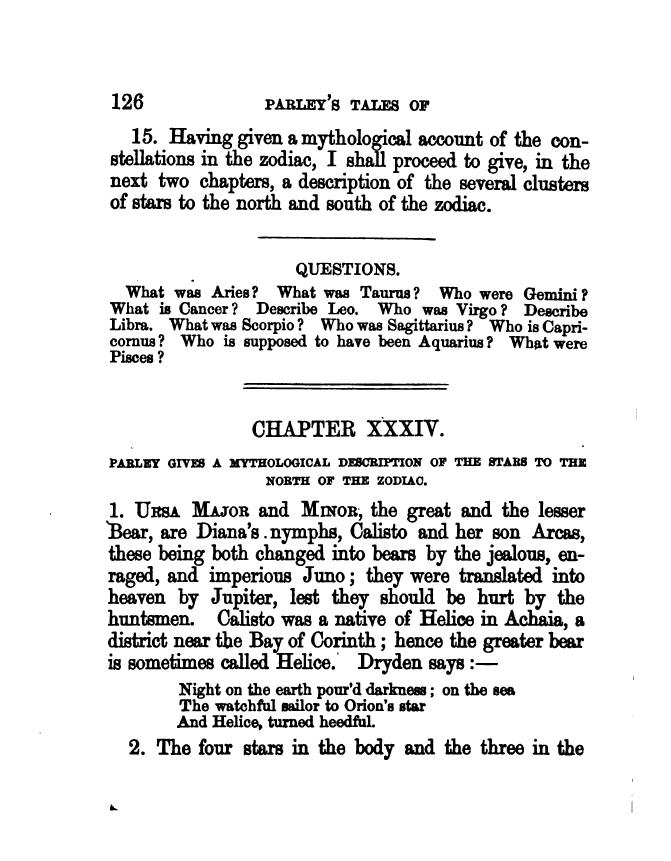 126 PARLEY'S TALES OF
15. Having given a mythological account of the con-
stellations in the zodiac, I shall proceed to give, in the
next two chapters, a description of the several clusters
of stars to the north and south of the zodiac.
QUESTIONS.
What was Aries? What was Taurus? Who were Gemini?
What is Cancer? Describe Leo. Who was Virgo? Describe
Libra. What was Scorpio? Who was Sagittarius? Who is Capri-
cornus? Who is supposed to have been Aquarius? What were
Pisces?
CHAPTER XXXIV.
PARLEY GIVES A MYTHOLOGICAL DESCRIPTION OF THE STARS TO THE
NORTH OF THE ZODIAC.
1. URSA MAJOR and MINOR, the great and the lesser
Bear, are Diana's nymphs, Calisto and her son Arcas,
these being both changed into bears by the jealous, en-
raged, and imperious Juno; they were translated into
heaven by Jupiter, lest they should be hurt by the
huntsmen. Calisto was a native of Helice in Achaia, a
district near the Bay of Corinth; hence the greater bear
is sometimes called Helice. Dryden says:—
Night on the earth pour'd darkness; on the sea
The watchful sailor to Orion's star
And Helice, turned heedful.
2. The four stars in the body and the three in the